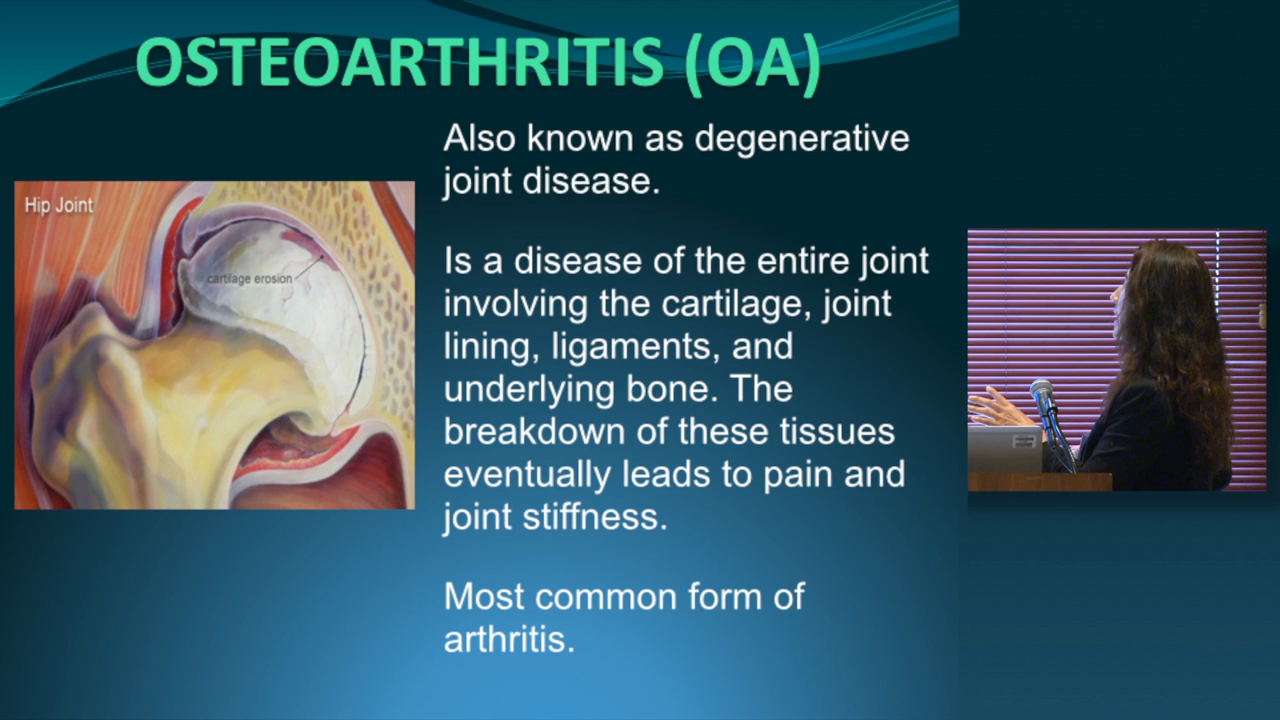 OSTEOARTHRITIS (OA)
Also known as degenerative
joint disease.
Hip Joint
cartilage erosion
Is a disease of the entire joint
involving the cartilage, joint
lining, ligaments, and
underlying bone. The
breakdown of these tissues
eventually leads to pain and
joint stiffness.
Most common form of
arthritis.